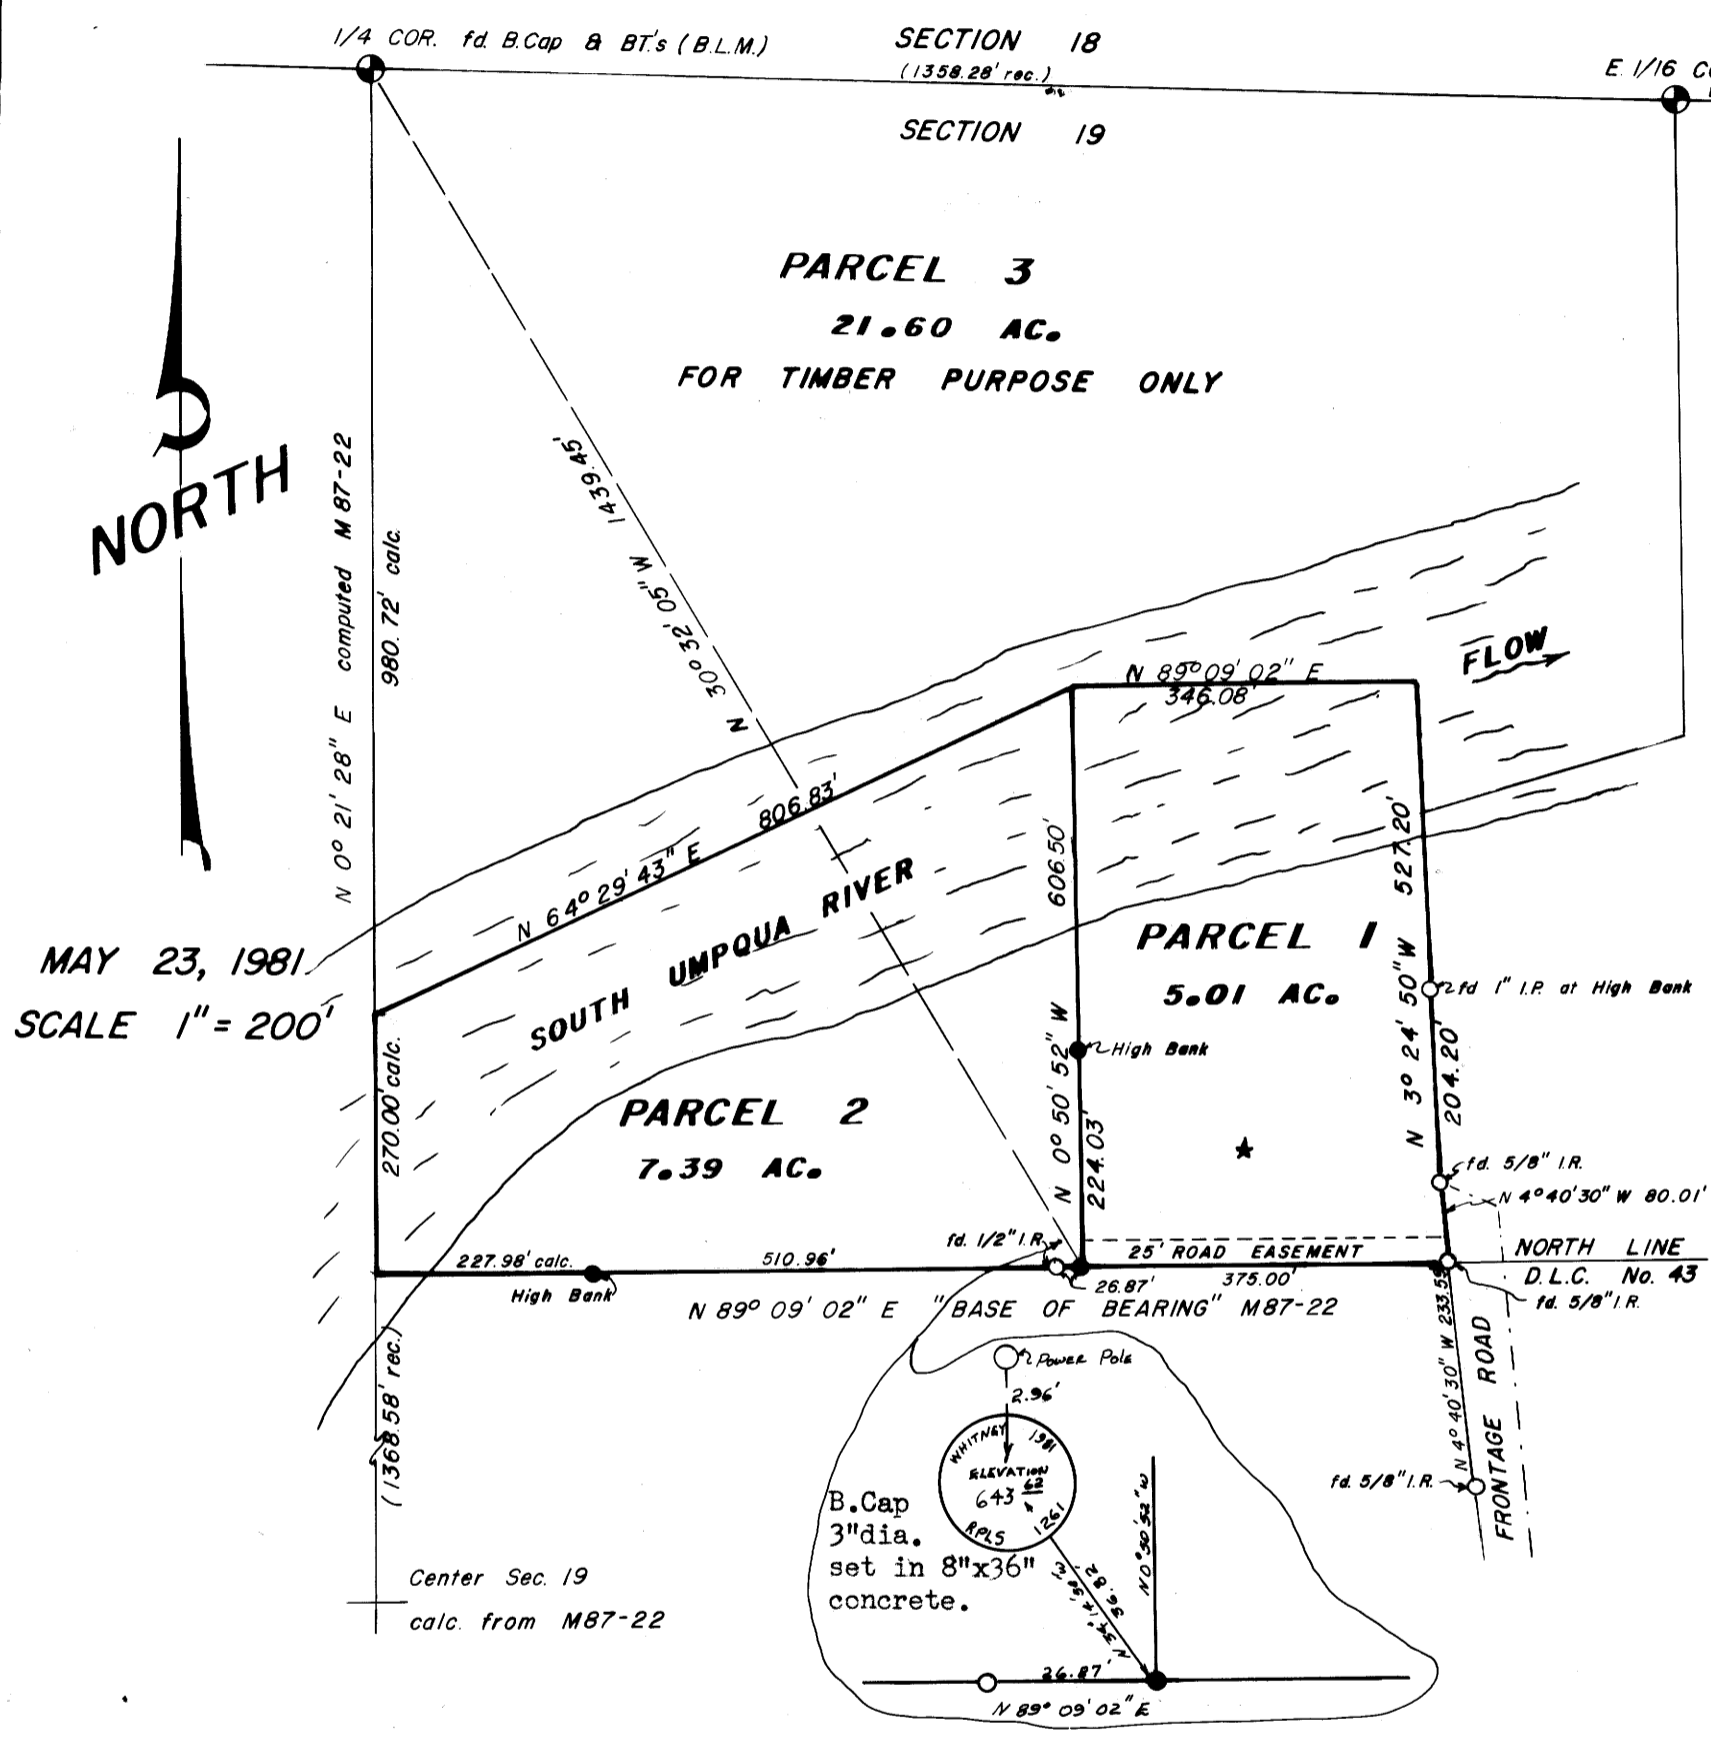 1/4 COR. fd. B.Cap & BT.'s (B.L.M.)
SECTION 18
(1358.28' rec.)
E. 1/16
SECTION 19
PARCEL 3
21.60 AC.
FOR TIMBER PURPOSE ONLY
NORTH
N 0° 21' 28" E computed M 87-22
980.72' calc.
N 30° 32' 05" W 1439.45'
FLOW
N 89° 09' 02" E
346.08'
806.83'
N 64° 29' 43" E
SOUTH UMPQUA RIVER
606.50'
N 3° 24' 50" W 527.20'
MAY 23, 1981
SCALE 1" = 200'
PARCEL 1
5.01 AC.
fd 1" I.P. at High Bank
High Bank
N 0° 50' 52" W
224.03'
204.20'
270.00' calc.
PARCEL 2
7.39 AC.
fd. 5/8" I.R.
N 4° 40' 30" W 80.01'
fd. 1/2" I.R.
227.98' calc.
510.96'
25' ROAD EASEMENT
NORTH LINE
D.L.C. No. 43
High Bank
26.87'
375.00'
fd. 5/8" I.R.
N 89° 09' 02" E "BASE OF BEARING" M87-22
(1368.58' rec.)
N 4° 40' 30" W 233.59
FRONTAGE ROAD
Power Pole
2.96'
WHITNEY 1981
ELEVATION
643 62
RPLS 1261
fd. 5/8" I.R.
B.Cap
3"dia.
set in 8"x36"
concrete.
N 0° 50' 52" W
56.82'
Center Sec. 19
calc. from M87-22
26.87'
N 89° 09' 02" E